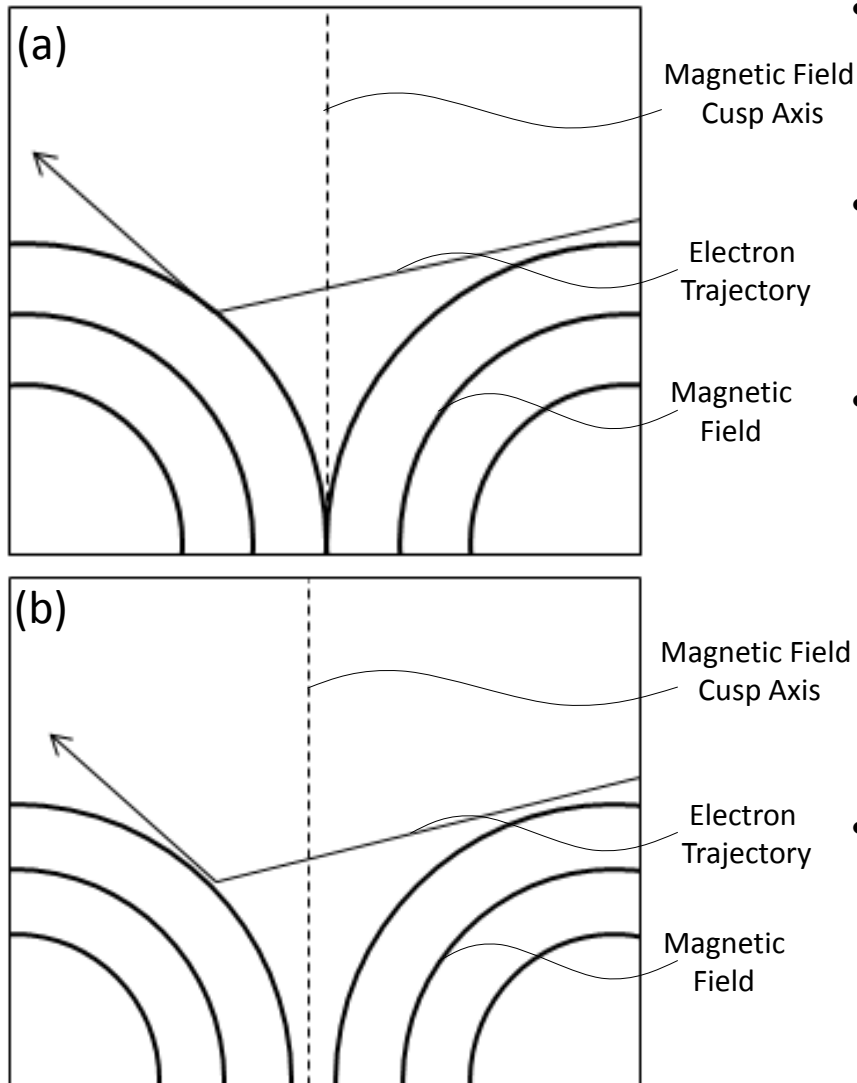 (a)
Magnetic Field
Cusp Axis
Electron
Trajectory
Magnetic
Field
(b)
Magnetic Field
Cusp Axis
Electron
Trajectory
Magnetic
Field